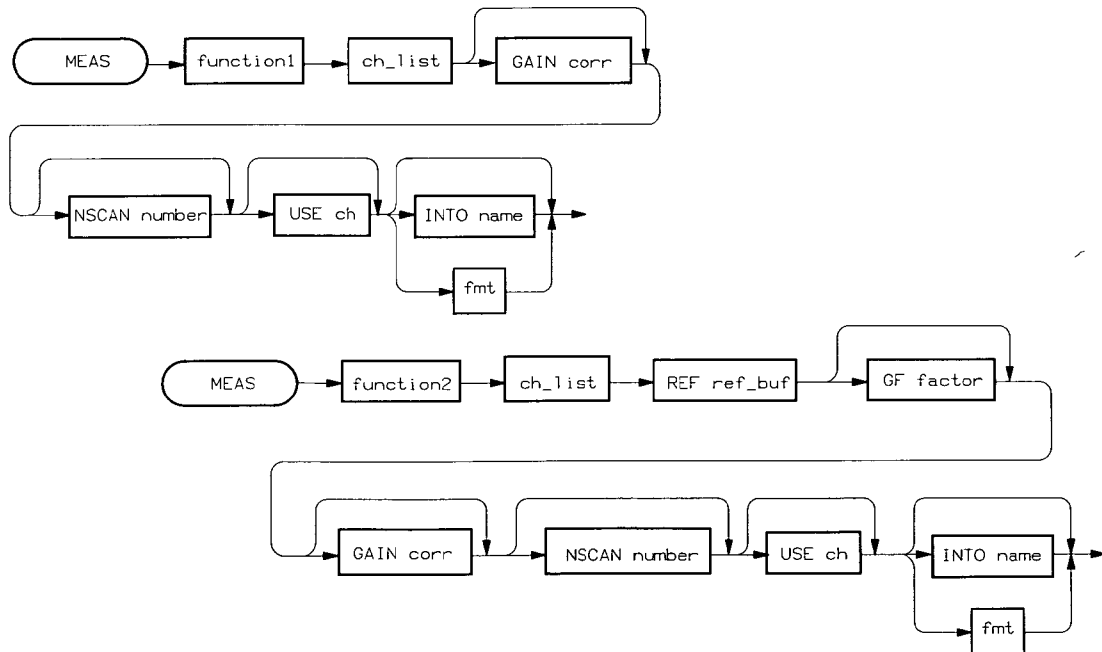 MEAS function1 ch_list GAIN corr
NSCAN number USE ch INTO name
fmt
MEAS function2 ch_list REF ref_buf GF factor
GAIN corr NSCAN number USE ch INTO name
fmt